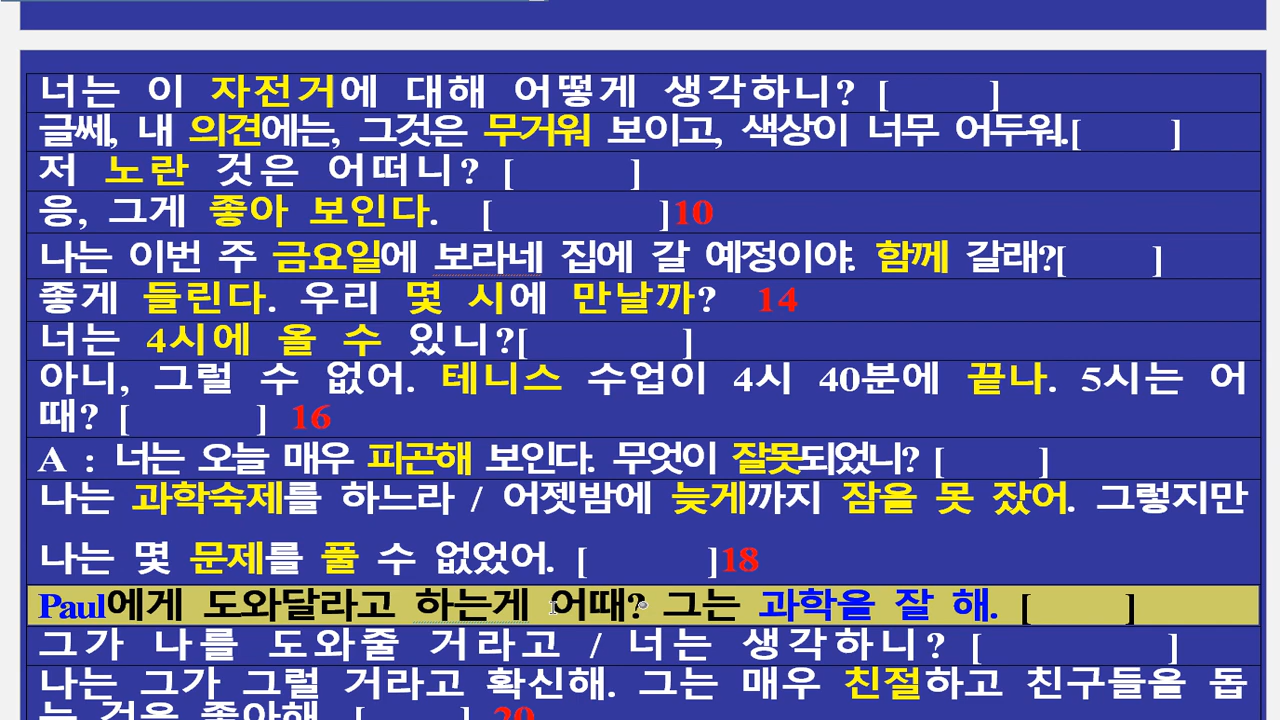 너는 이 자전거에 대해 어떻게 생각하니? [ ]
글쎄, 내 의견에는, 그것은 무거워 보이고, 색상이 너무 어두워.[ ]
저 노란 것은 어떠니? [ ]
응, 그게 좋아 보인다. [ ]10
나는 이번 주 금요일에 보라네 집에 갈 예정이야. 함께 갈래?[ ]
좋게 들린다. 우리 몇 시에 만날까? 14
너는 4시에 올 수 있니?[ ]
아니, 그럴 수 없어. 테니스 수업이 4시 40분에 끝나. 5시는 어
때? [ ] 16
A : 너는 오늘 매우 피곤해 보인다. 무엇이 잘못되었니? [ ]
나는 과학숙제를 하느라 / 어젯밤에 늦게까지 잠을 못 잤어. 그렇지만
나는 몇 문제를 풀 수 없었어. [ ]18
Paul에게 도와달라고 하는게 어때? 그는 과학을 잘 해. [ ]
그가 나를 도와줄 거라고 / 너는 생각하니? [ ]
나는 그가 그럴 거라고 확신해. 그는 매우 친절하고 친구들을 돕
는 것을 좋아해. [ ] 20